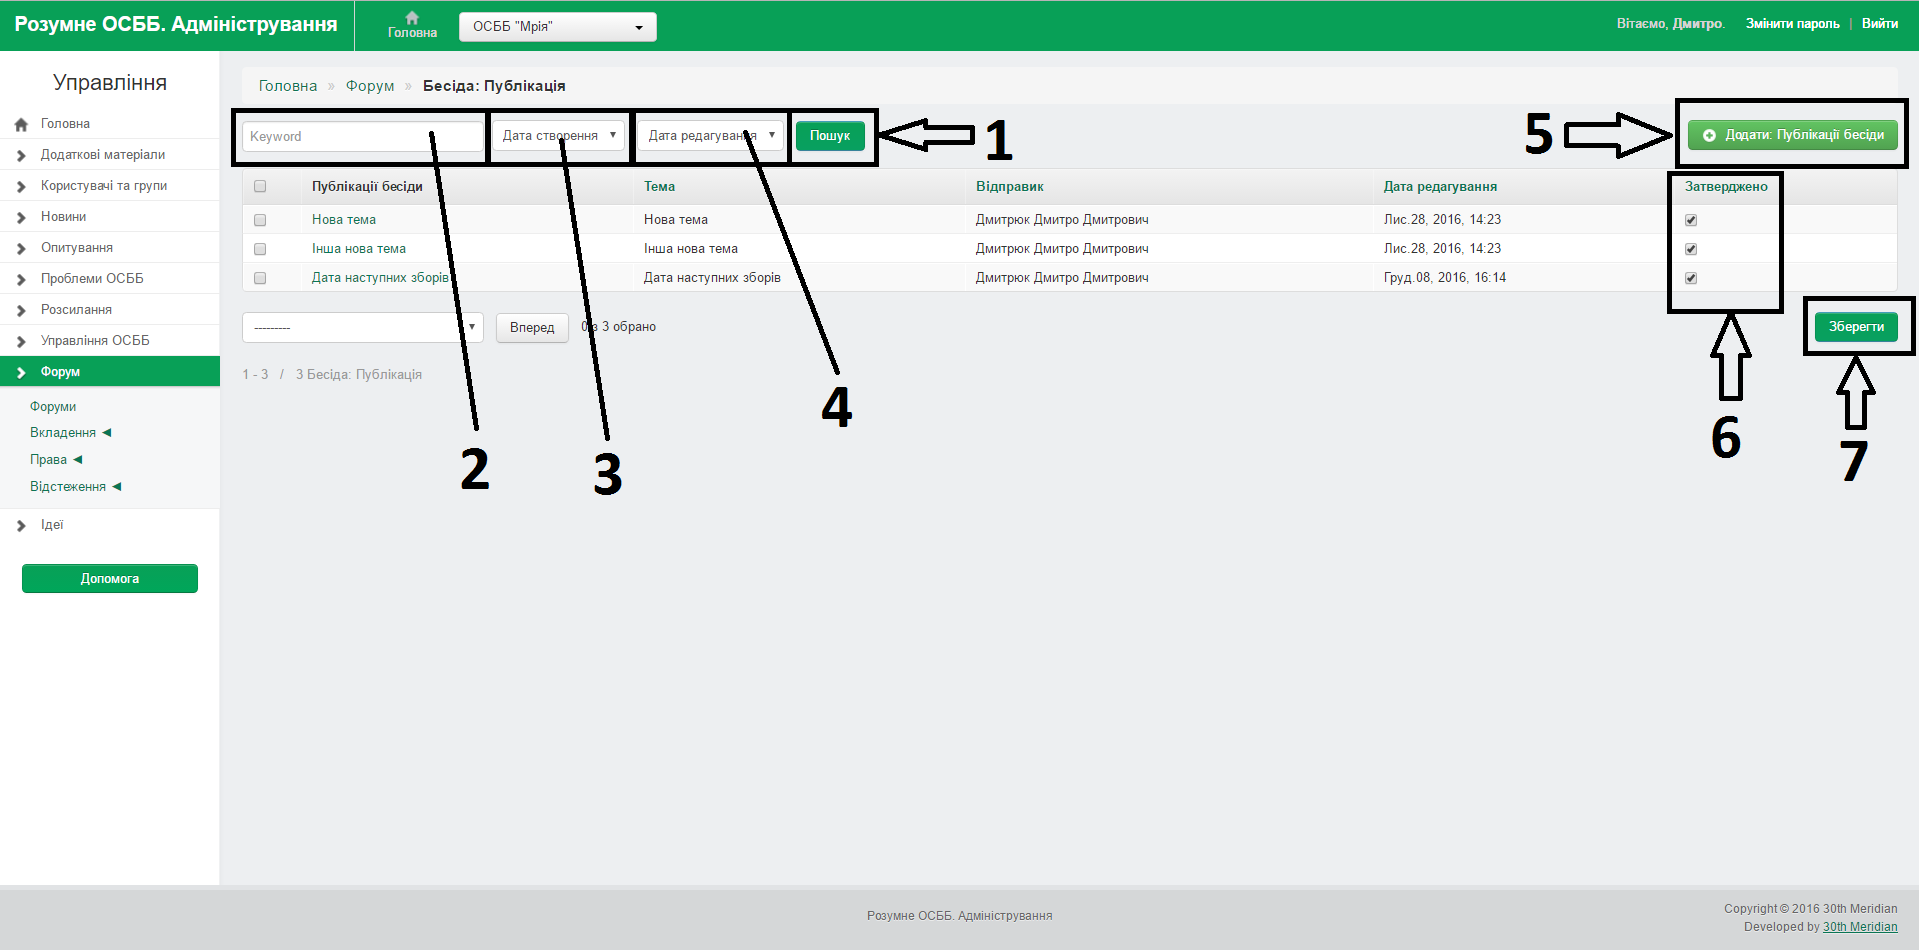 Розумне ОСББ. Адміністрування
Головна
ОСББ "Мрія"
Вітаємо, Дмитро. Змінити пароль | Вийти
Управління
Головна
Додаткові матеріали
Користувачі та групи
Новини
Опитування
Проблеми ОСББ
Розсилання
Управління ОСББ
Форум
Форуми
Вкладення
Права
Відстеження
Ідеї
Допомога
Головна » Форум » Бесіда: Публікація
Keyword Дата створення Дата редагування Пошук
1
5
Додати: Публікації бесіди
Публікації бесіди Тема Відправик Дата редагування Затверджено
Нова тема Нова тема Дмитрюк Дмитро Дмитрович Лис.28, 2016, 14:23
Інша нова тема Інша нова тема Дмитрюк Дмитро Дмитрович Лис.28, 2016, 14:23
Дата наступних зборів Дата наступних зборів Дмитрюк Дмитро Дмитрович Груд.08, 2016, 16:14
--------- Вперед 0 з 3 обрано Зберегти
1 - 3 / 3 Бесіда: Публікація
4
2
3
6
7
Розумне ОСББ. Адміністрування
Copyright © 2016 30th Meridian
Developed by 30th Meridian